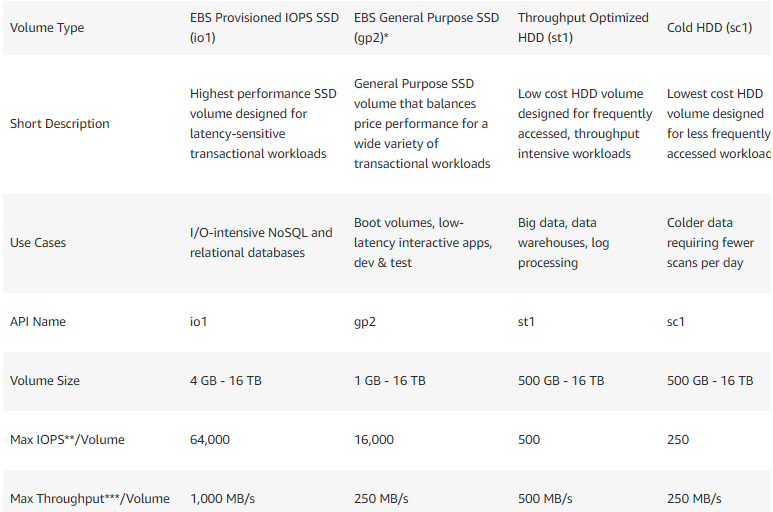 Volume Type
EBS Provisioned IOPS SSD
(io1)
EBS General Purpose SSD
(gp2)*
Throughput Optimized
HDD (st1)
Cold HDD (sc1)
Short Description
Highest performance SSD
volume designed for
latency-sensitive
transactional workloads
General Purpose SSD
volume that balances
price performance for a
wide variety of
transactional workloads
Low cost HDD volume
designed for frequently
accessed, throughput
intensive workloads
Lowest cost HDD
volume designed
for less frequently
accessed workload
Use Cases
I/O-intensive NoSQL and
relational databases
Boot volumes, low-
latency interactive apps,
dev & test
Big data, data
warehouses, log
processing
Colder data
requiring fewer
scans per day
API Name
io1
gp2
st1
sc1
Volume Size
4 GB - 16 TB
1 GB - 16 TB
500 GB - 16 TB
500 GB - 16 TB
Max IOPS**/Volume
64,000
16,000
500
250
Max Throughput***/Volume
1,000 MB/s
250 MB/s
500 MB/s
250 MB/s